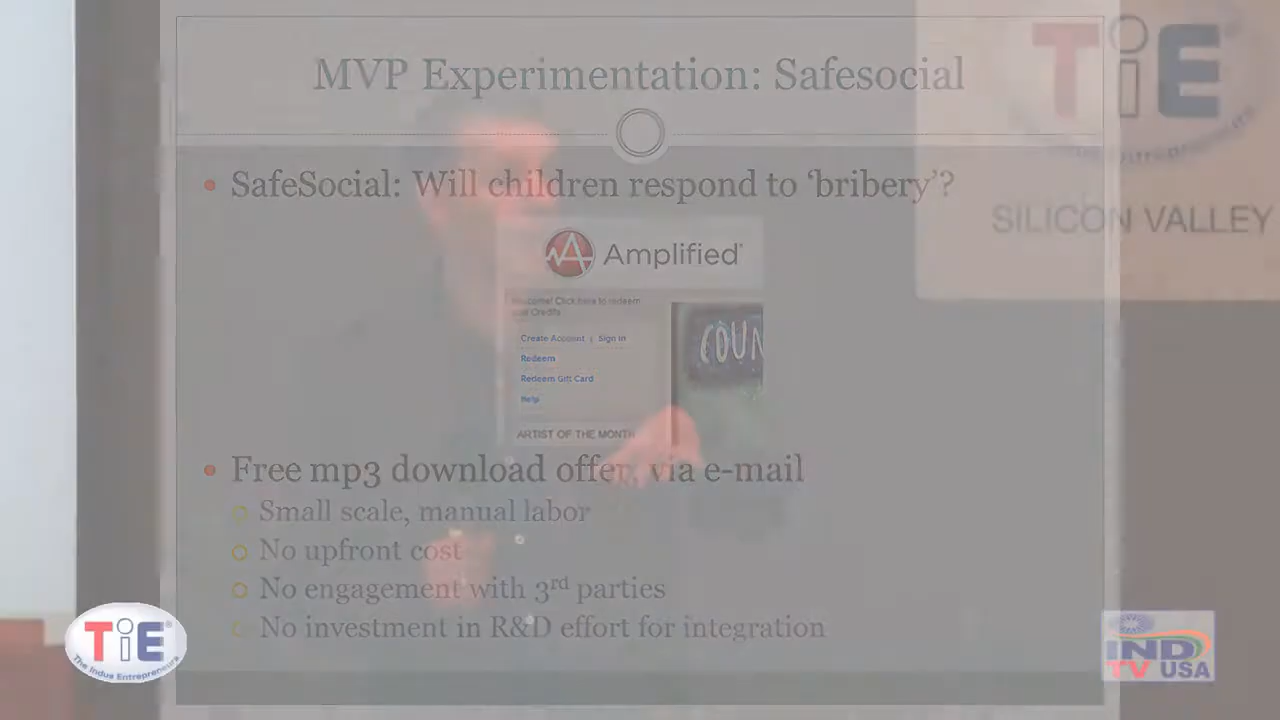 MVP Experimentation: Safesocial
TiE
SILICON VALLEY
SafeSocial: Will children respond to ‘bribery’?
Amplified
Welcome! Click here to redeem
Credits
Create Account | Sign In
Redeem
Redeem Gift Card
Help
COUN
ARTIST OF THE MONTH
Free mp3 download offer, via e-mail
Small scale, manual labor
No upfront cost
No engagement with 3rd parties
No investment in R&D effort for integration
TiE
The Indus Entrepreneurs
IND
TV USA